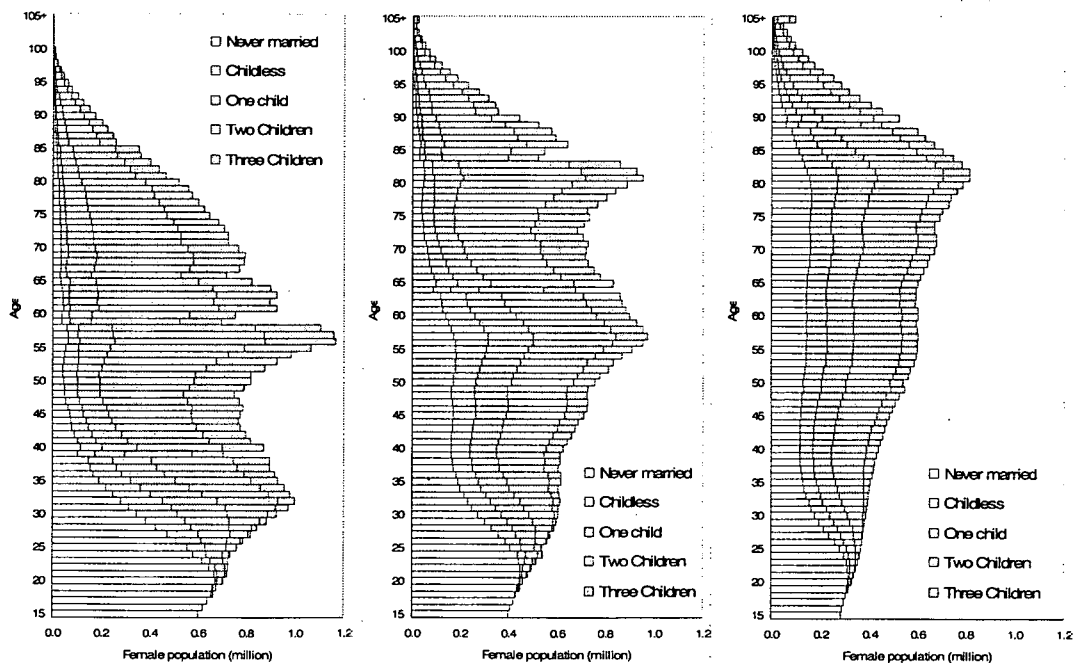 105+
100
95
90
85
80
75
70
65
60
55
50
45
40
35
30
25
20
15
Age
Never married
Childless
One child
Two Children
Three Children
0.0 0.2 0.4 0.6 0.8 1.0 1.2
Female population (million)
105+
100
95
90
85
80
75
70
65
60
55
50
45
40
35
30
25
20
15
Age
Never married
Childless
One child
Two Children
Three Children
0.0 0.2 0.4 0.6 0.8 1.0 1.2
Female population (million)
105+
100
95
90
85
80
75
70
65
60
55
50
45
40
35
30
25
20
15
Age
Never married
Childless
One child
Two Children
Three Children
0.0 0.2 0.4 0.6 0.8 1.0 1.2
Female population (million)